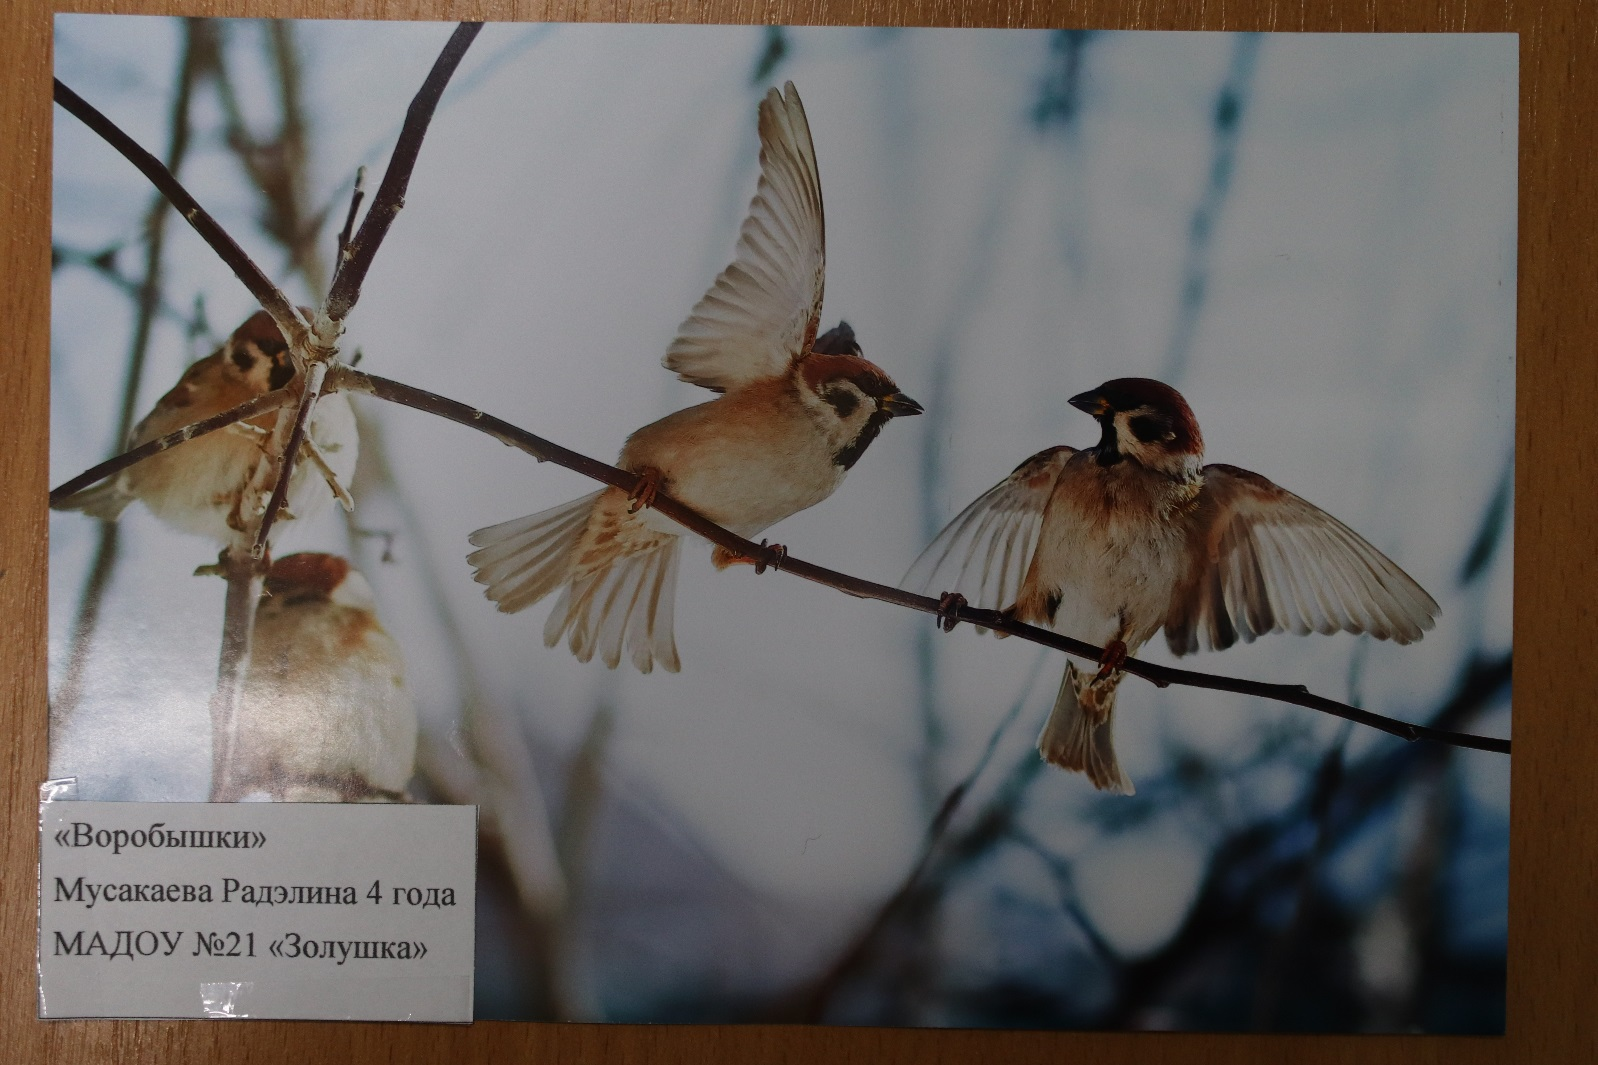 «Воробышки»
Мусакаева Радэлина 4 года
МАДОУ №21 «Золушка»